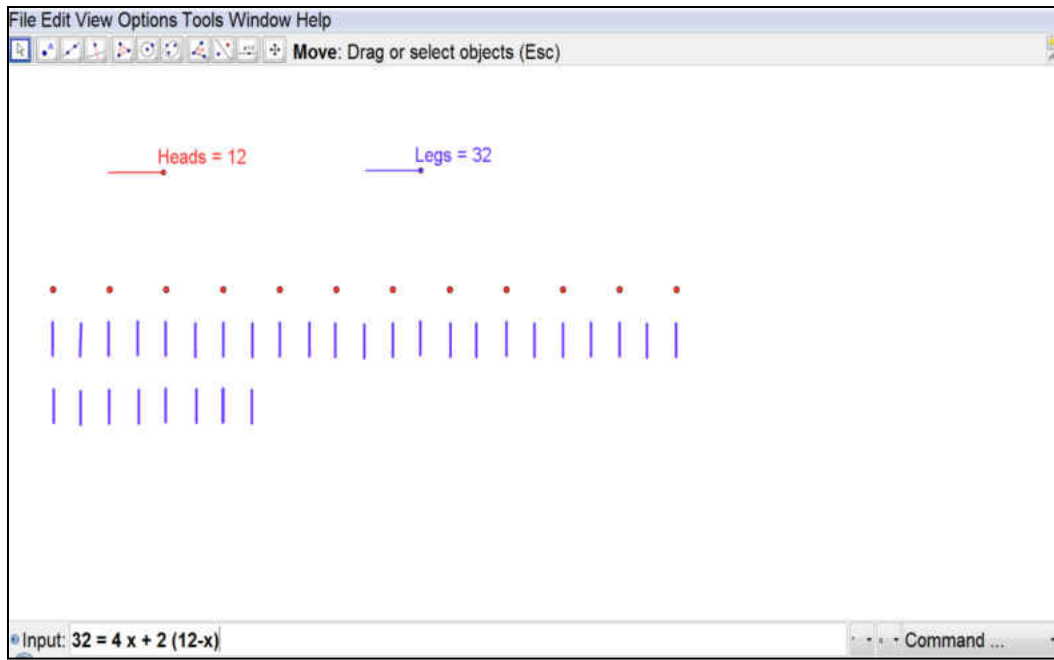 File Edit View Options Tools Window Help
Move: Drag or select objects (Esc)
Heads = 12 Legs = 32
Input: 32 = 4 x + 2 (12-x) Command ...